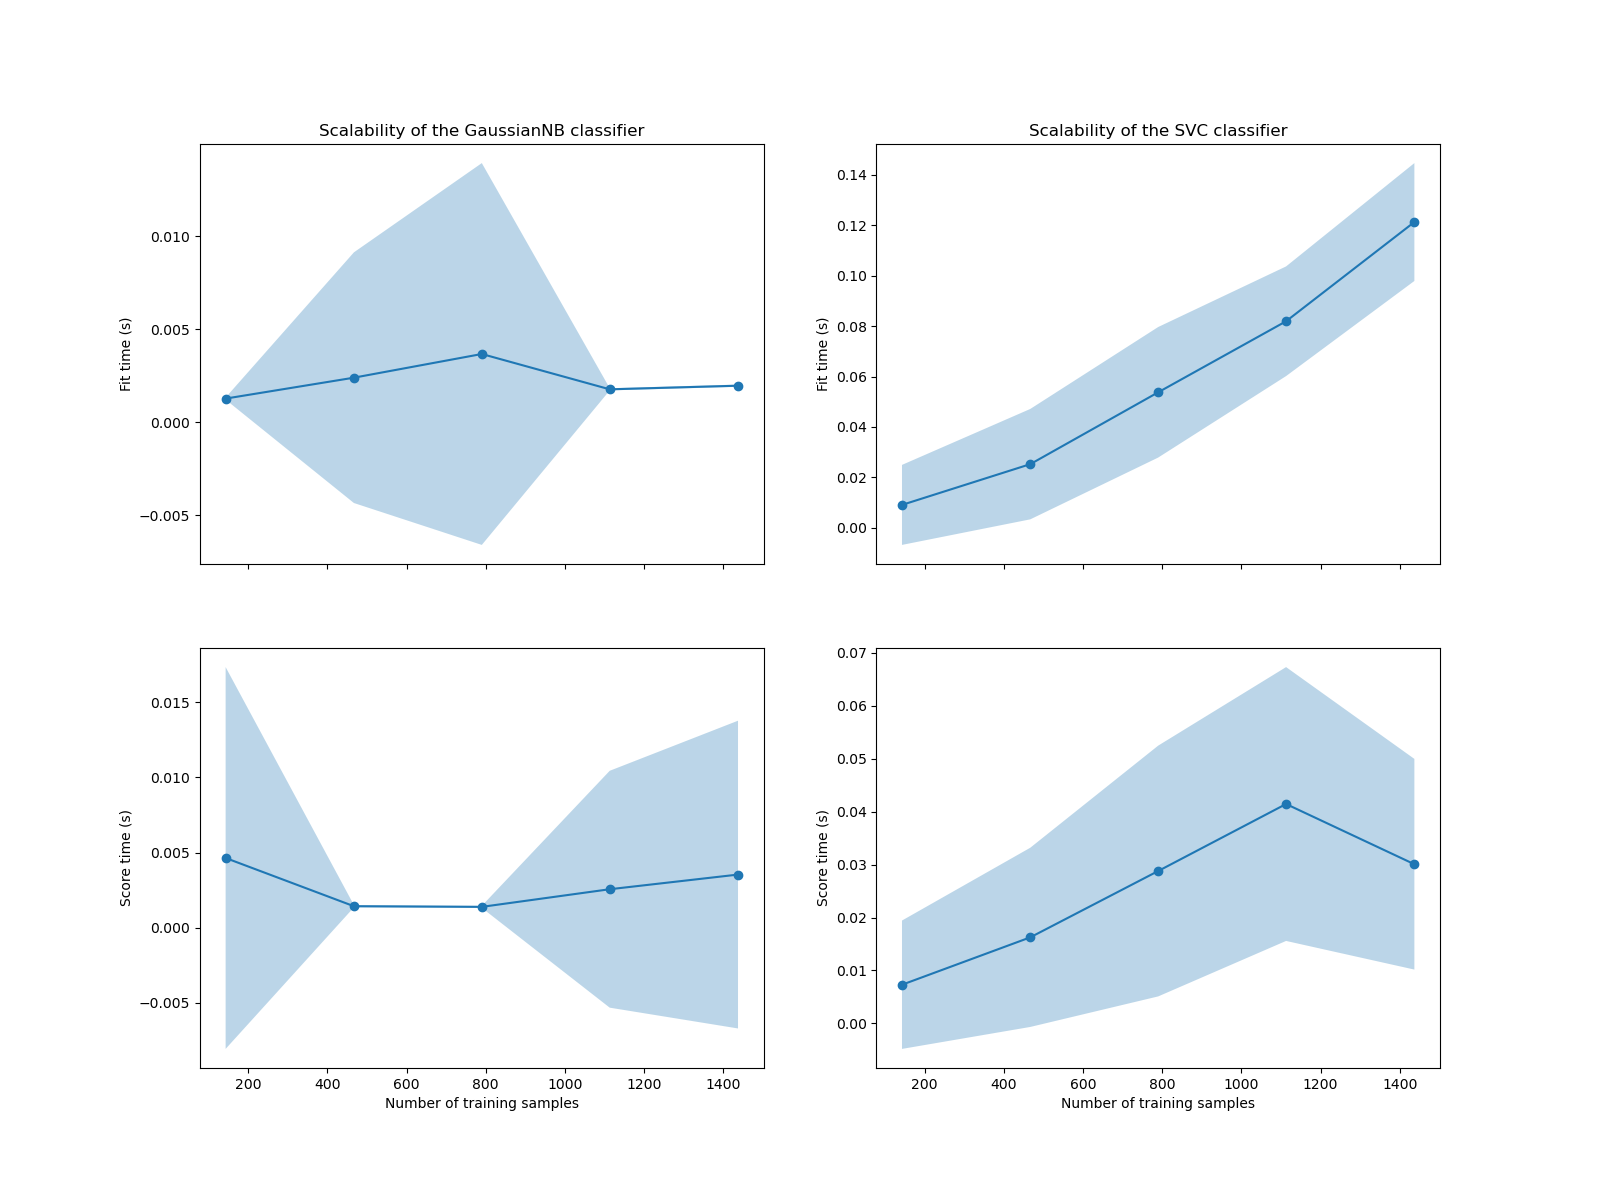 Scalability of the GaussianNB classifier
Fit time (s)
0.010
0.005
0.000
−0.005
Scalability of the SVC classifier
Fit time (s)
0.14
0.12
0.10
0.08
0.06
0.04
0.02
0.00
Score time (s)
0.015
0.010
0.005
0.000
−0.005
200 400 600 800 1000 1200 1400
Number of training samples
Score time (s)
0.07
0.06
0.05
0.04
0.03
0.02
0.01
0.00
200 400 600 800 1000 1200 1400
Number of training samples